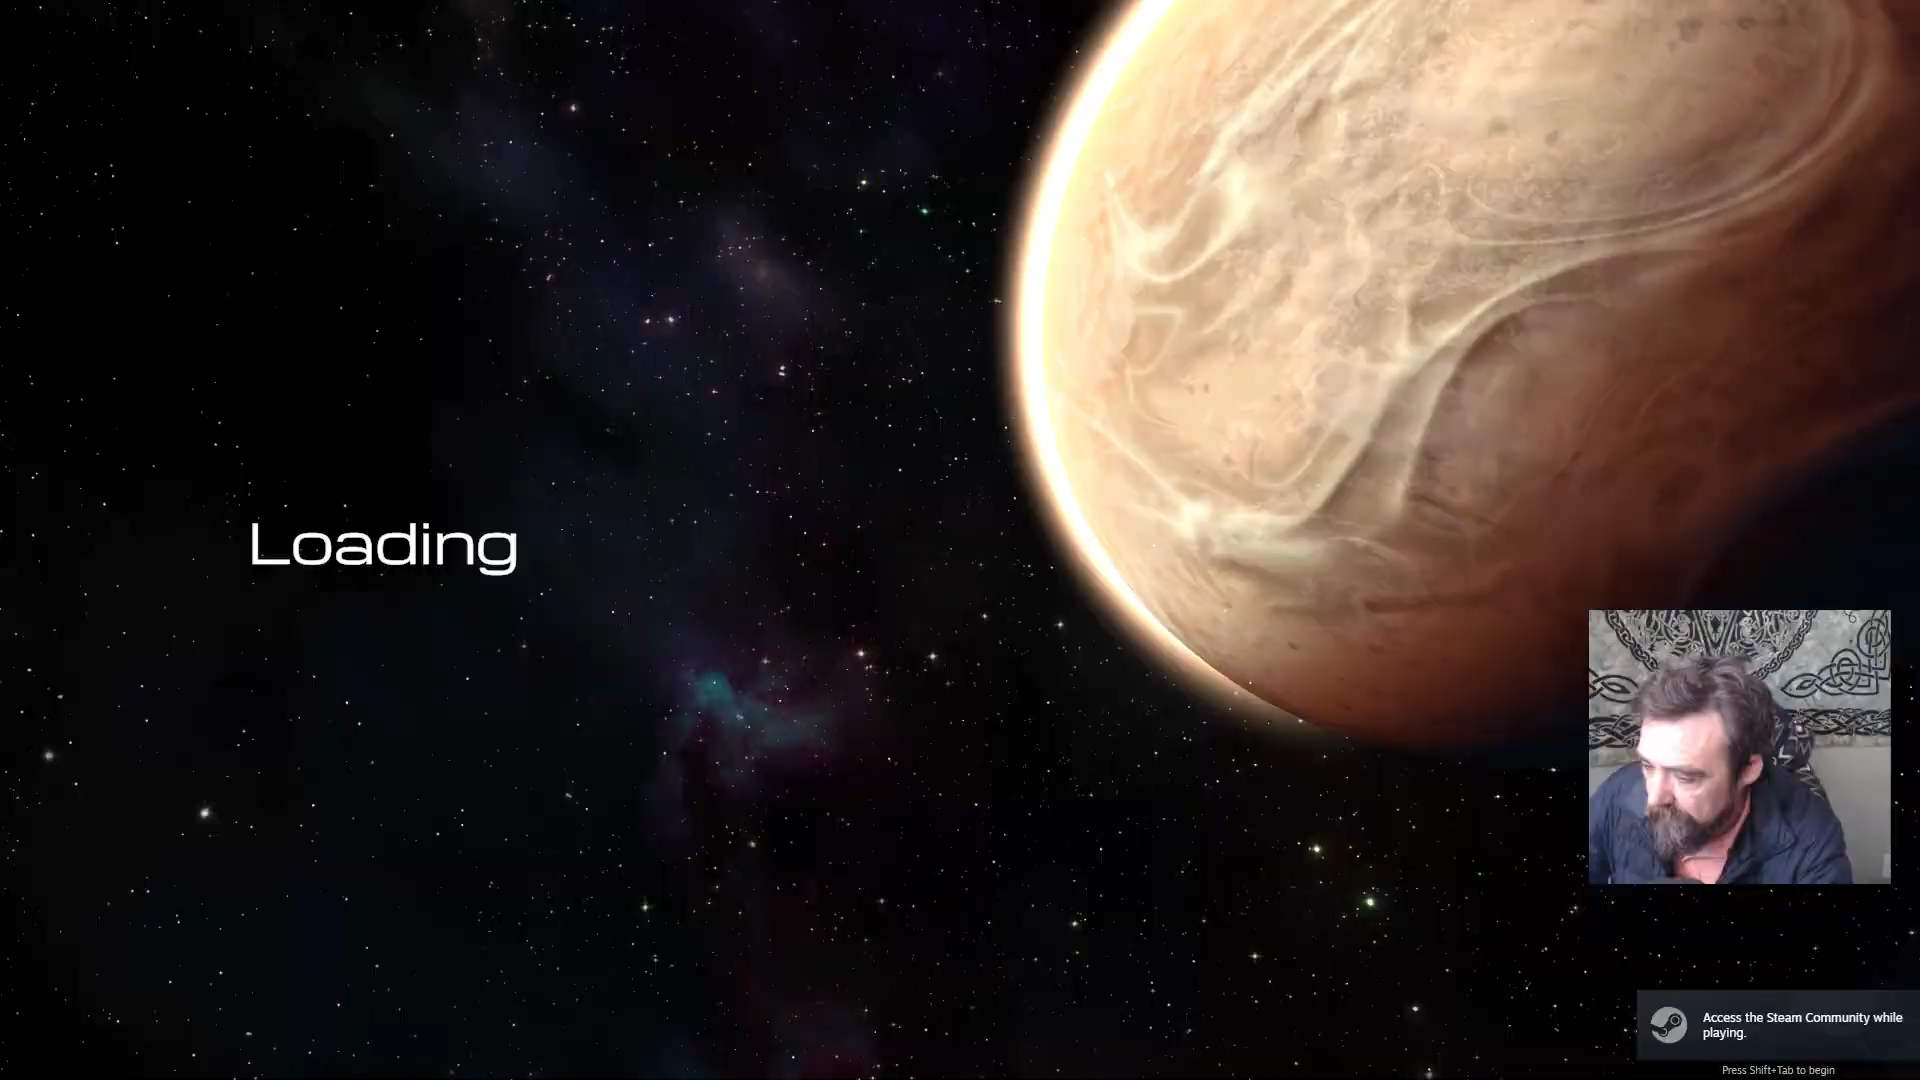 Loading
Access the Steam Community while
playing.
Press Shift+Tab to begin